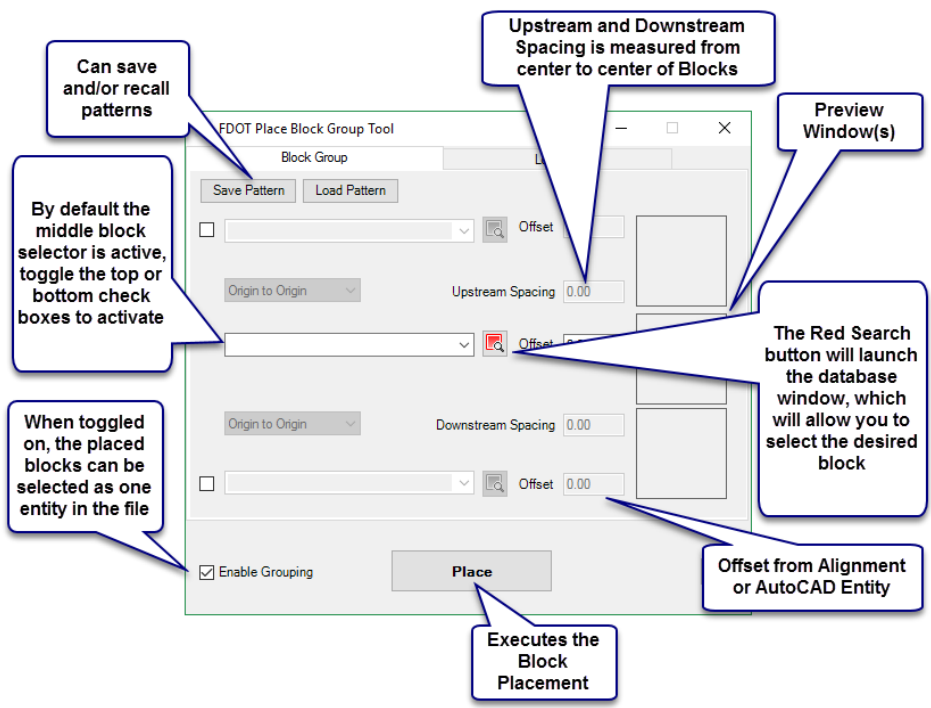 Upstream and Downstream
Spacing is measured from
center to center of Blocks
Can save
and/or recall
patterns
Preview
Window(s)
FDOT Place Block Group Tool
Block Group
Save Pattern
Load Pattern
By default the
middle block
selector is active,
toggle the top or
bottom check
boxes to activate
Offset
Origin to Origin
Upstream Spacing
0.00
Offset
The Red Search
button will launch
the database
window, which
will allow you to
select the desired
block
When toggled
on, the placed
blocks can be
selected as one
entity in the file
Origin to Origin
Downstream Spacing
0.00
Offset
0.00
Offset from Alignment
or AutoCAD Entity
Enable Grouping
Place
Executes the
Block
Placement